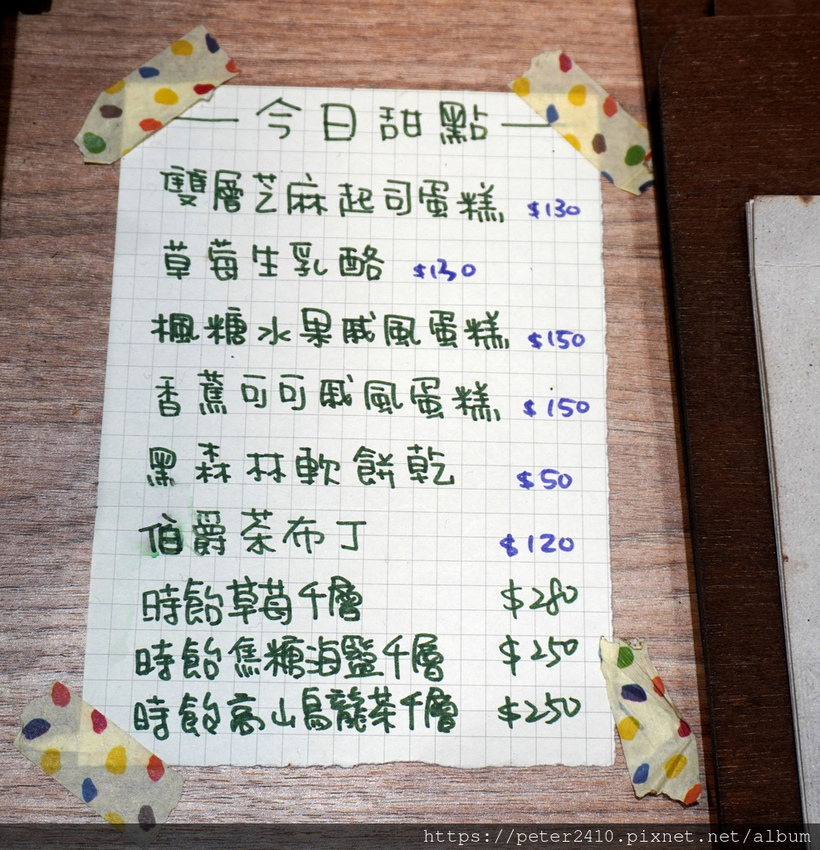 — 今日甜點 —
雙層芝麻起司蛋糕 $130
草莓生乳酪 $130
楓糖水果戚風蛋糕 $150
香蕉可可戚風蛋糕 $150
黑森林軟餅乾 $50
伯爵茶布丁 $120
時飴草莓千層 $280
時飴焦糖海鹽千層 $250
時飴高山烏龍茶千層 $250
https://peter2410.pixnet.net/album